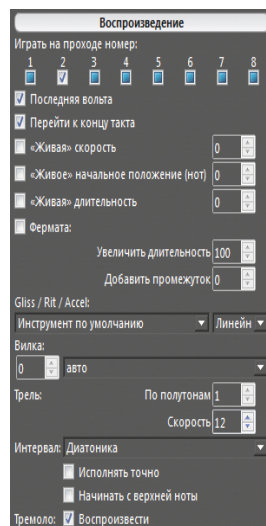 Воспроизведение
Играть на проходе номер:
1 2 3 4 5 6 7 8
Последняя вольта
Перейти к концу такта
«Живая» скорость 0
«Живое» начальное положение (нот) 0
«Живая» длительность 0
Фермата:
Увеличить длительность 100
Добавить промежуток 0
Gliss / Rit / Accel:
Инструмент по умолчанию Линейн
Вилка:
0 авто
Трель: По полутонам 1
Скорость 12
Интервал: Диатоника
Исполнять точно
Начинать с верхней ноты
Тремоло: Воспроизвести